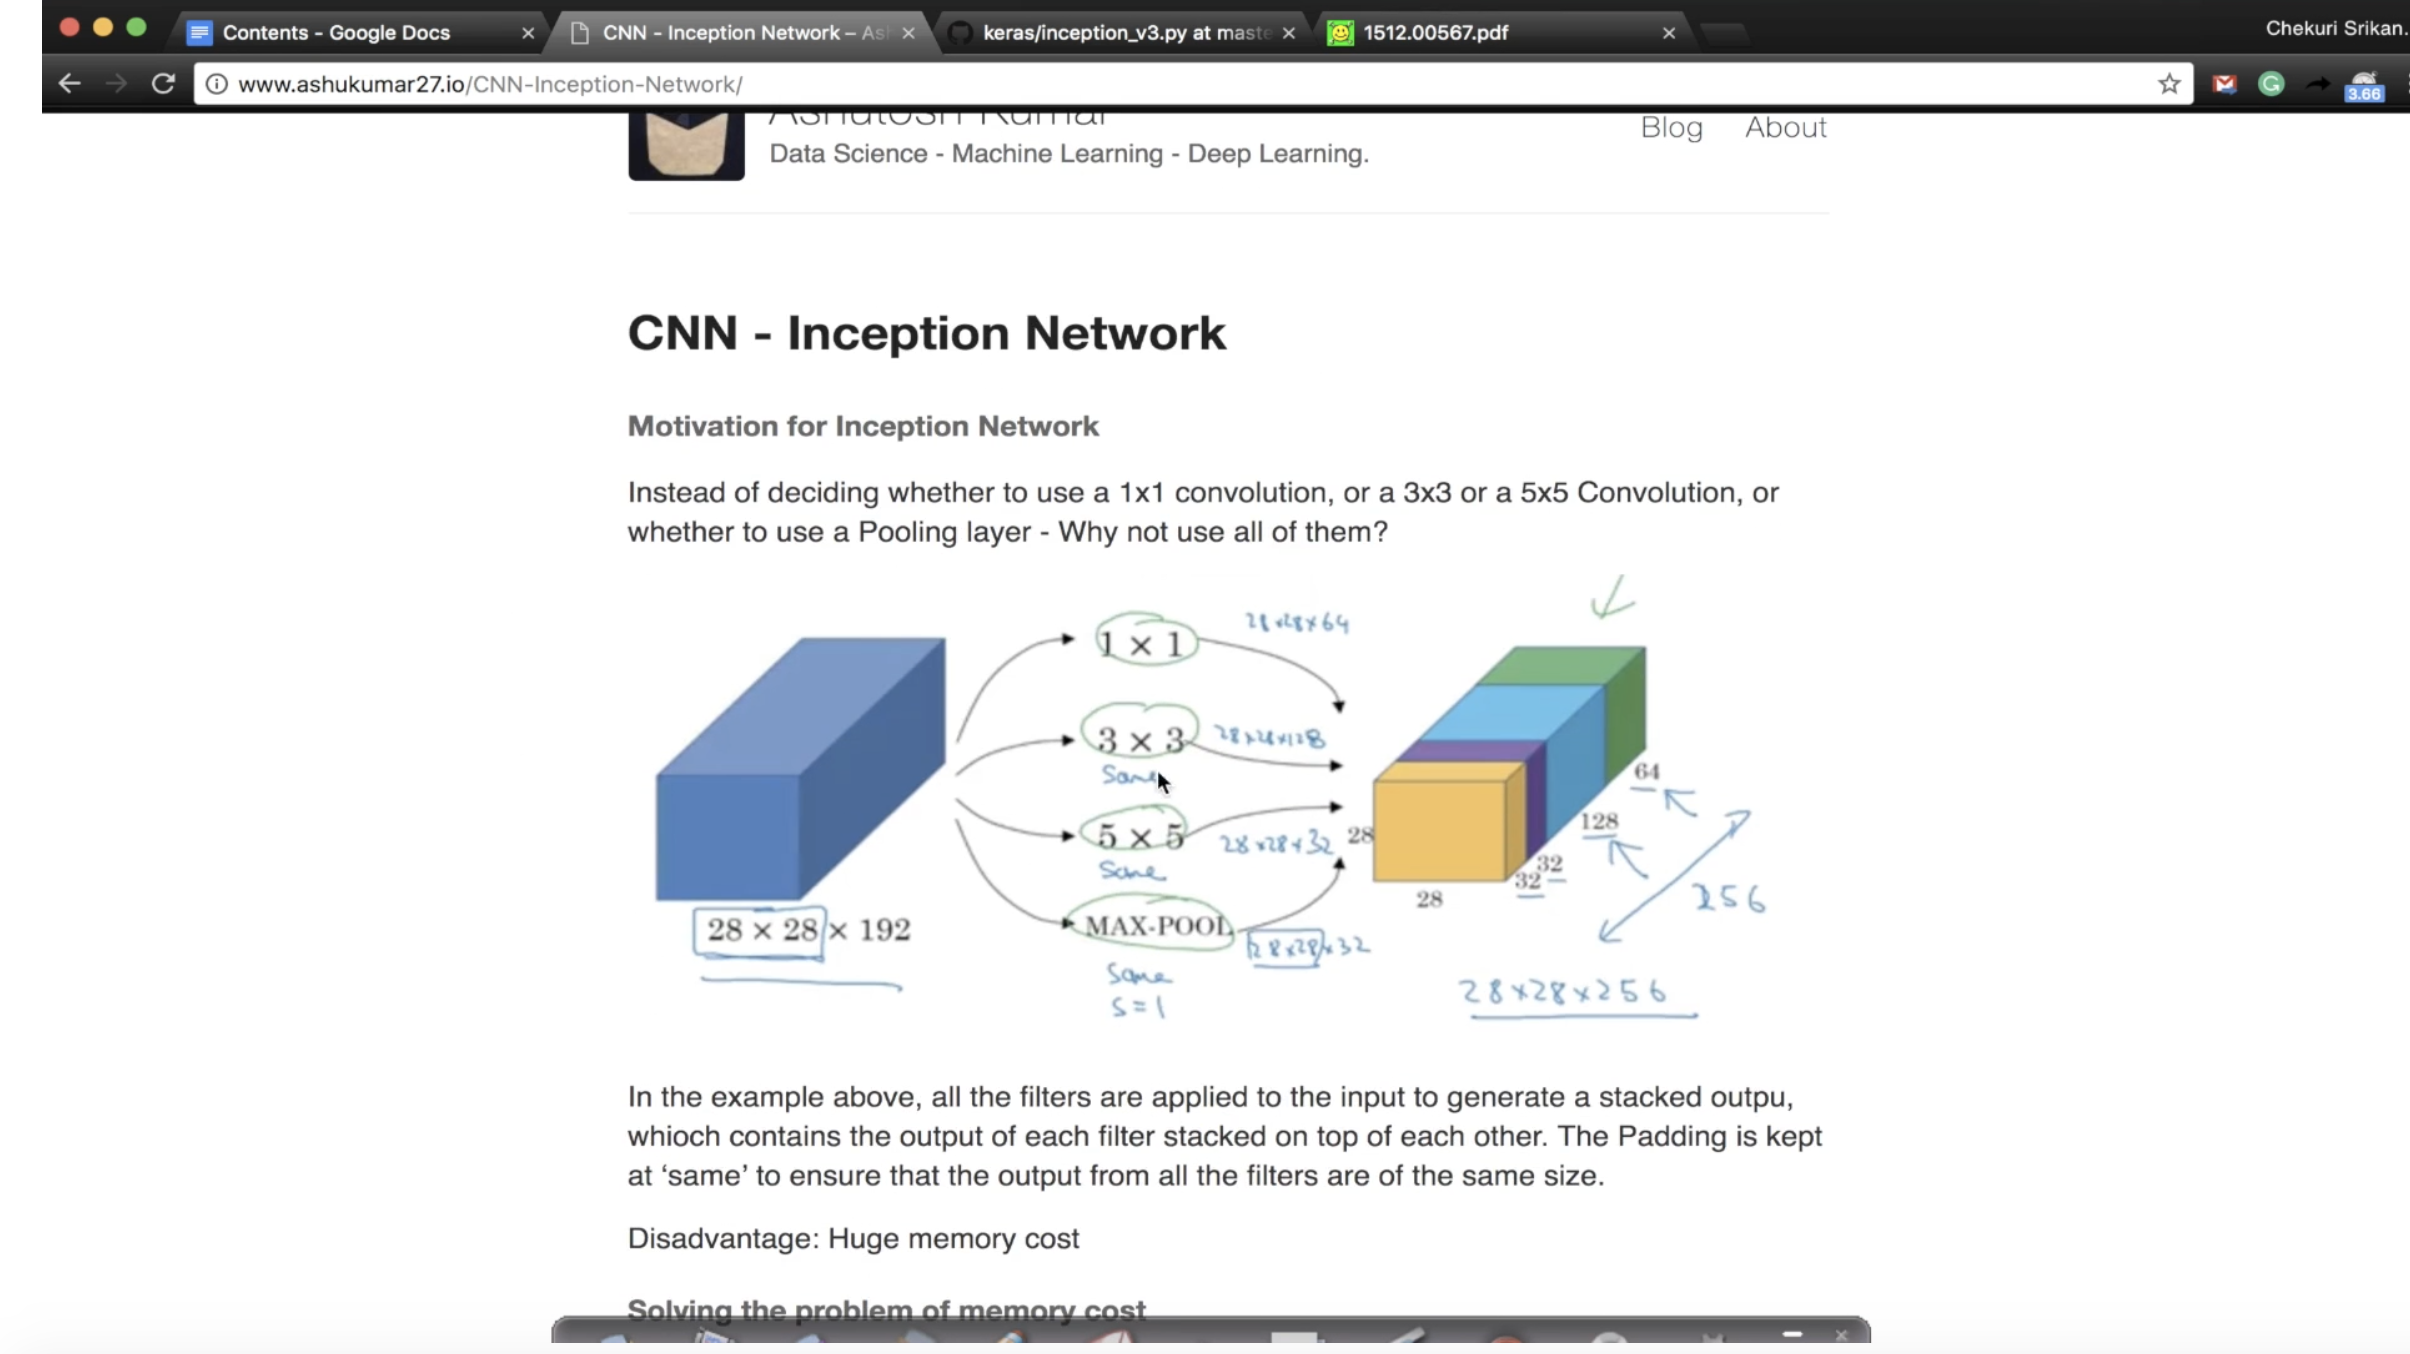 Contents - Google Docs
CNN - Inception Network – Ash
keras/inception_v3.py at maste
1512.00567.pdf
Chekuri Srikan.
www.ashukumar27.io/CNN-Inception-Network/
3.66
Ashutosh Kumar
Data Science - Machine Learning - Deep Learning.
Blog
About
CNN - Inception Network
Motivation for Inception Network
Instead of deciding whether to use a 1x1 convolution, or a 3x3 or a 5x5 Convolution, or
whether to use a Pooling layer - Why not use all of them?
1 × 1
28×28×64
3 × 3
28×28×128
Same
64
5 × 5
28×28×32
28
128
Same
32
32
28
256
28 × 28 × 192
MAX-POOL
28×28×32
Same
s=1
28×28×256
In the example above, all the filters are applied to the input to generate a stacked outpu,
whioch contains the output of each filter stacked on top of each other. The Padding is kept
at ‘same’ to ensure that the output from all the filters are of the same size.
Disadvantage: Huge memory cost
Solving the problem of memory cost